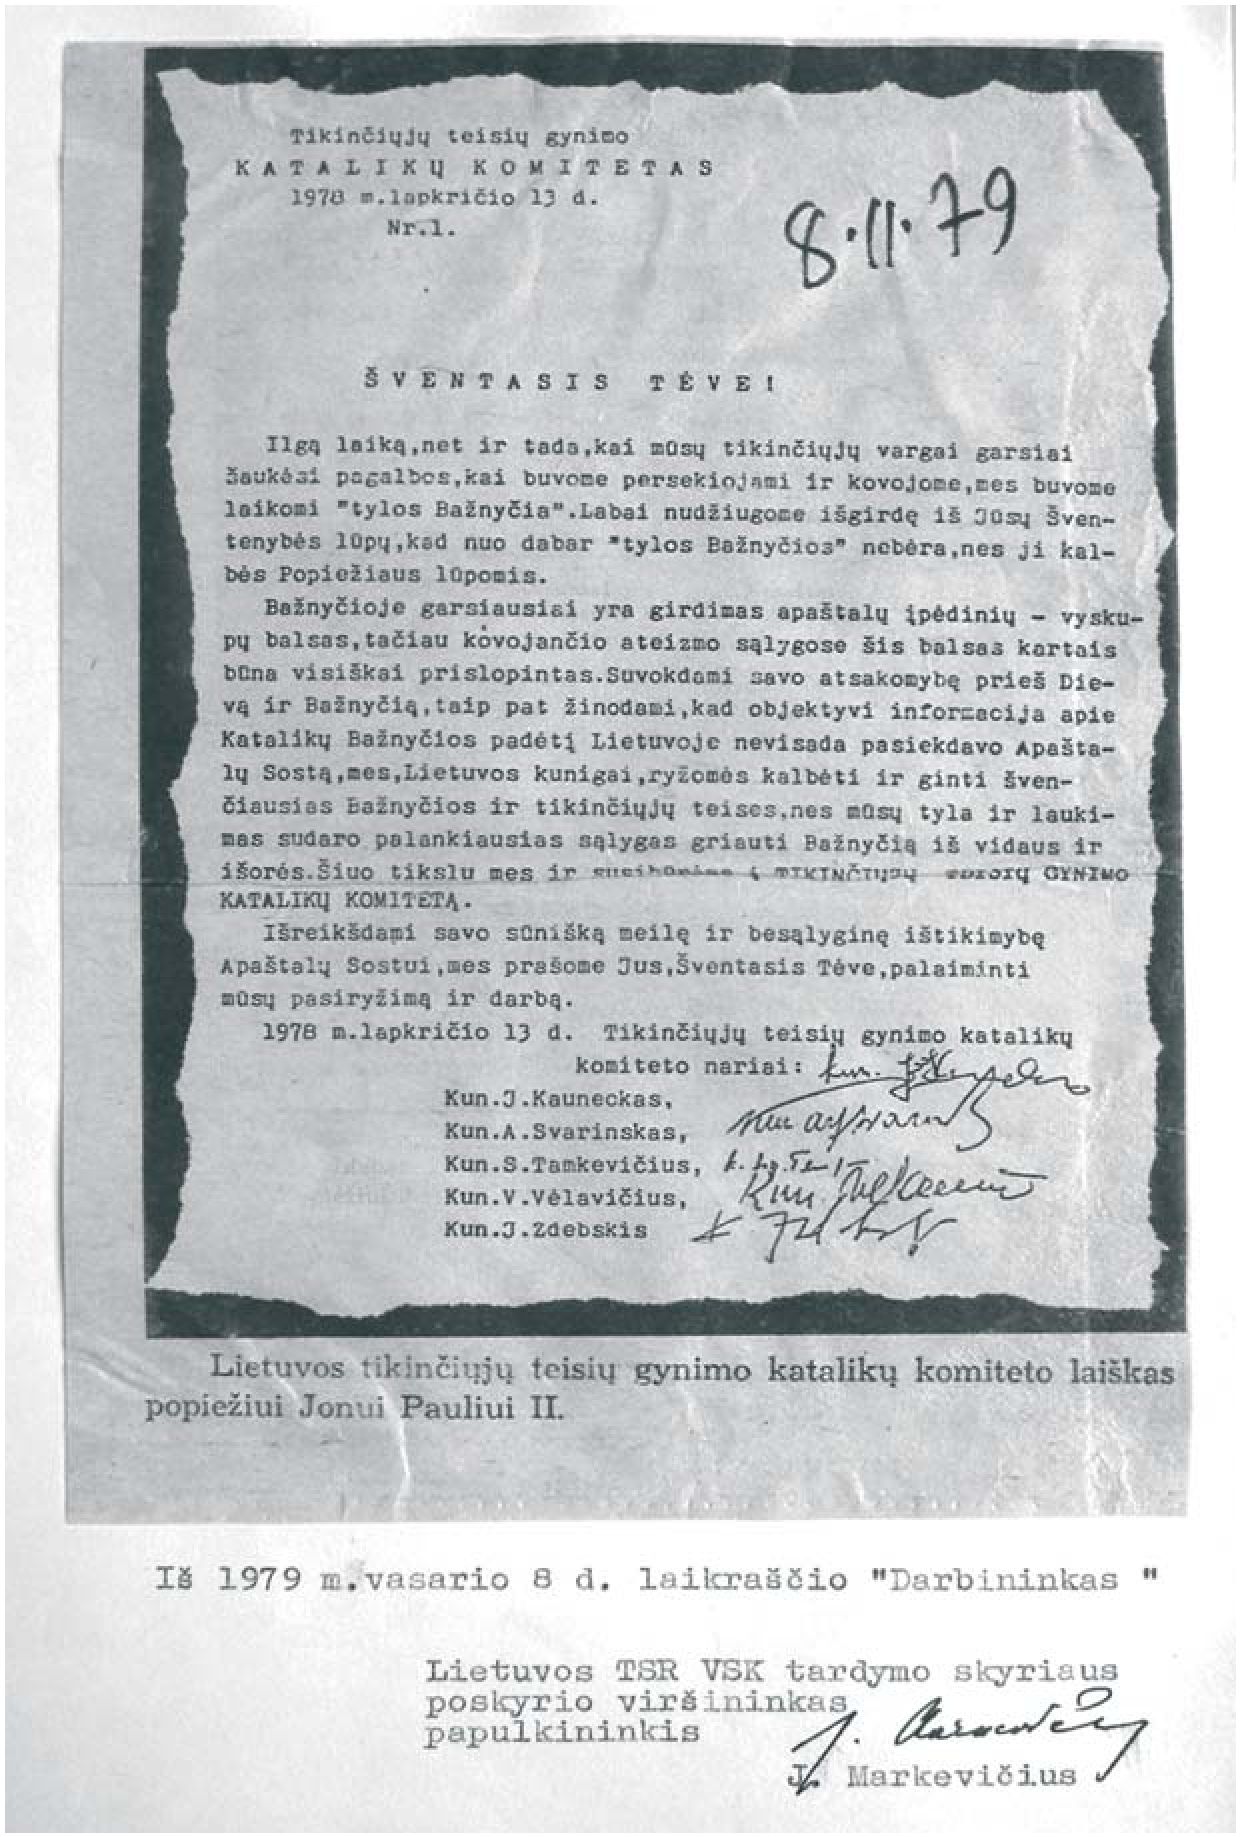 Tikinčiųjų teisių gynimo
KATALIKŲ KOMITETAS
1978 m.lapkričio 13 d.
Nr.1.
8.II.79
ŠVENTASIS TĖVE!
Ilgą laiką,net ir tada,kai mūsų tikinčiųjų vargai garsiai
šaukėsi pagalbos,kai buvome persekiojami ir kovojome,mes buvome
laikomi "tylos Bažnyčia".Labai nudžiugome išgirdę iš Jūsų Šven-
tenybės lūpų,kad nuo dabar "tylos Bažnyčios" nebėra,nes ji kal-
bės Popiežiaus lūpomis.
Bažnyčioje garsiausiai yra girdimas apaštalų įpėdinių - vysku-
pų balsas,tačiau kovojančio ateizmo sąlygose šis balsas kartais
būna visiškai prislopintas.Suvokdami savo atsakomybę prieš Die-
vą ir Bažnyčią,taip pat žinodami,kad objektyvi informacija apie
Katalikų Bažnyčios padėtį Lietuvoje nevisada pasiekdavo Apašta-
lų Sostą,mes,Lietuvos kunigai,ryžomės kalbėti ir ginti šven-
čiausias Bažnyčios ir tikinčiųjų teises,nes mūsų tyla ir lauki-
mas sudaro palankiausias sąlygas griauti Bažnyčią iš vidaus ir
išorės.Šiuo tikslu mes ir į TIKINČIŲJŲ GYNIMO
KATALIKŲ KOMITETĄ.
Išreikšdami savo sūnišką meilę ir besąlyginę ištikimybę
Apaštalų Sostui,mes prašome Jus,Šventasis Tėve,palaiminti
mūsų pasiryžimą ir darbą.
1978 m.lapkričio 13 d. Tikinčiųjų teisių gynimo katalikų
komiteto nariai: kun.
Kun.J.Kauneckas,
Kun.A.Svarinskas,
Kun.S.Tamkevičius,
Kun.V.Vėlavičius, Kun.
Kun.J.Zdebskis
Lietuvos tikinčiųjų teisių gynimo katalikų komiteto laiškas
popiežiui Jonui Pauliui II.
Iš 1979 m.vasario 8 d. laikraščio "Darbininkas "
Lietuvos TSR VSK tardymo skyriaus
poskyrio viršininkas
papulkininkis
J. Markevičius